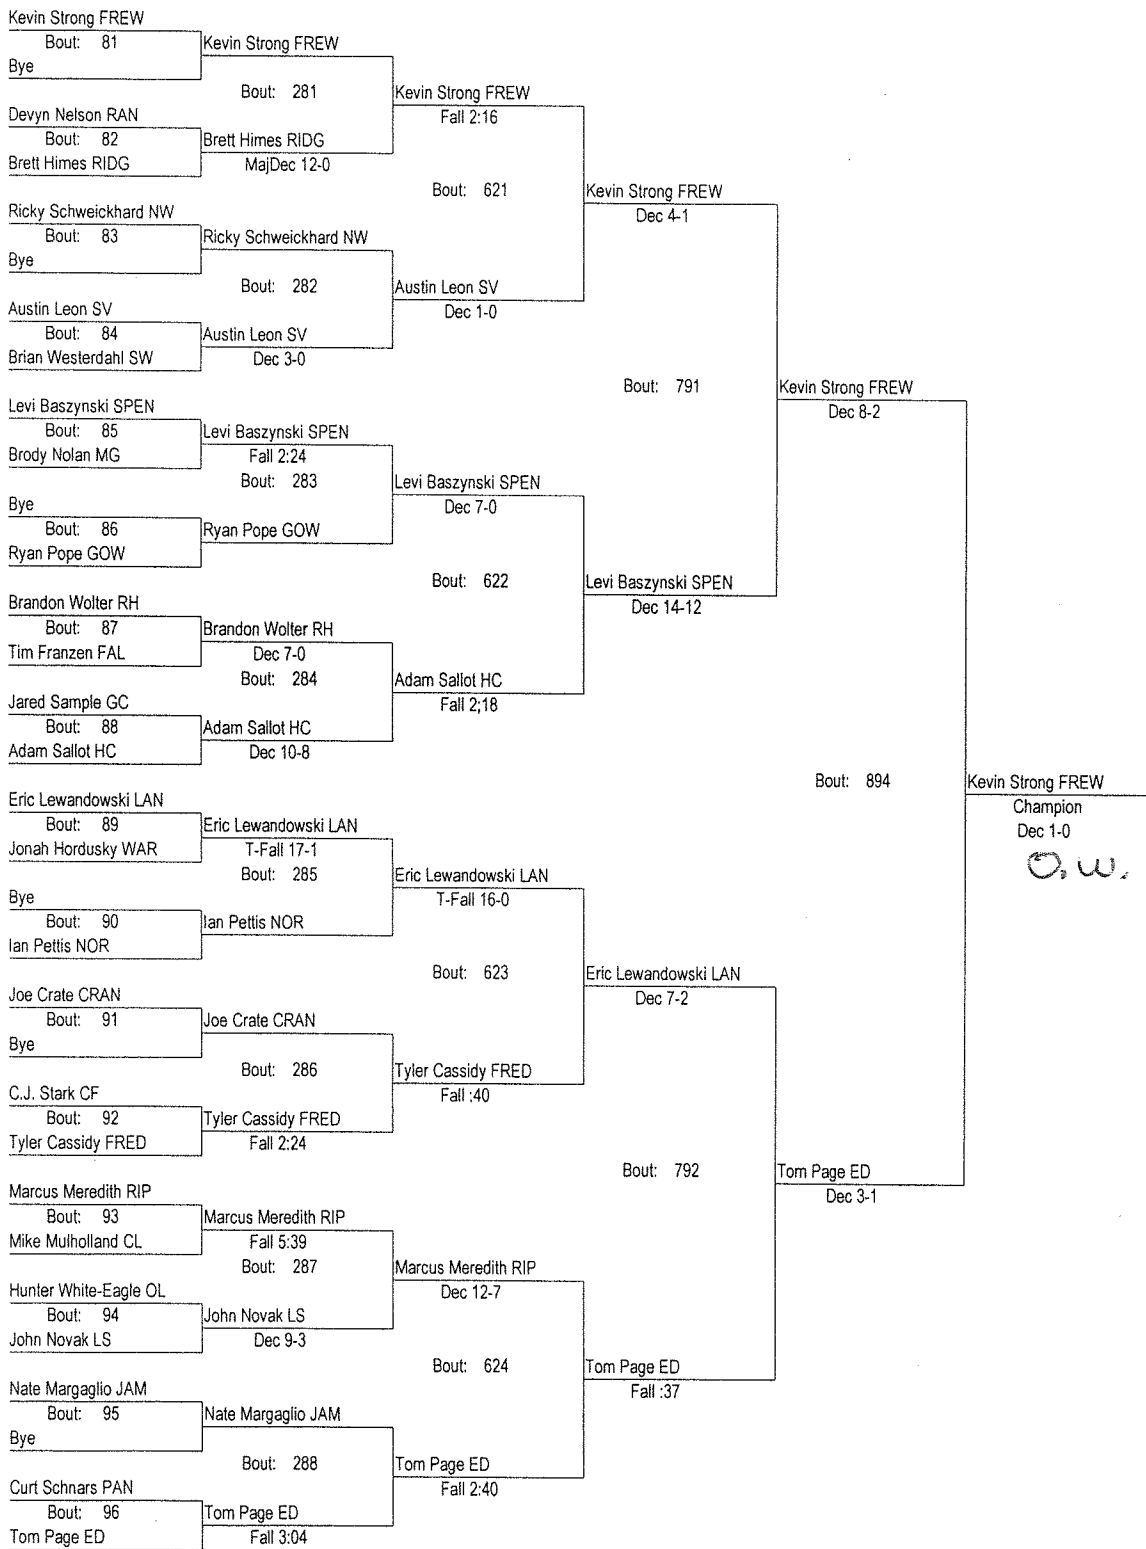 Kevin Strong FREW
Bout: 81
Bye
Kevin Strong FREW
Bout: 281
Devyn Nelson RAN
Bout: 82
Brett Himes RIDG
Brett Himes RIDG
MajDec 12-0
Kevin Strong FREW
Fall 2:16
Bout: 621
Ricky Schweickhard NW
Bout: 83
Bye
Ricky Schweickhard NW
Bout: 282
Austin Leon SV
Bout: 84
Brian Westerdahl SW
Austin Leon SV
Dec 3-0
Austin Leon SV
Dec 1-0
Kevin Strong FREW
Dec 4-1
Bout: 791
Levi Baszynski SPEN
Bout: 85
Brody Nolan MG
Levi Baszynski SPEN
Fall 2:24
Bout: 283
Bye
Bout: 86
Ryan Pope GOW
Ryan Pope GOW
Levi Baszynski SPEN
Dec 7-0
Bout: 622
Brandon Wolter RH
Bout: 87
Tim Franzen FAL
Brandon Wolter RH
Dec 7-0
Bout: 284
Jared Sample GC
Bout: 88
Adam Sallot HC
Adam Sallot HC
Dec 10-8
Adam Sallot HC
Fall 2;18
Levi Baszynski SPEN
Dec 14-12
Kevin Strong FREW
Dec 8-2
Bout: 894
Kevin Strong FREW
Champion
Dec 1-0
O.W.
Eric Lewandowski LAN
Bout: 89
Jonah Hordusky WAR
Eric Lewandowski LAN
T-Fall 17-1
Bout: 285
Bye
Bout: 90
Ian Pettis NOR
Ian Pettis NOR
Eric Lewandowski LAN
T-Fall 16-0
Bout: 623
Joe Crate CRAN
Bout: 91
Bye
Joe Crate CRAN
Bout: 286
C.J. Stark CF
Bout: 92
Tyler Cassidy FRED
Tyler Cassidy FRED
Fall 2:24
Tyler Cassidy FRED
Fall :40
Eric Lewandowski LAN
Dec 7-2
Bout: 792
Marcus Meredith RIP
Bout: 93
Mike Mulholland CL
Marcus Meredith RIP
Fall 5:39
Bout: 287
Hunter White-Eagle OL
Bout: 94
John Novak LS
John Novak LS
Dec 9-3
Marcus Meredith RIP
Dec 12-7
Bout: 624
Nate Margaglio JAM
Bout: 95
Bye
Nate Margaglio JAM
Bout: 288
Curt Schnars PAN
Bout: 96
Tom Page ED
Tom Page ED
Fall 3:04
Tom Page ED
Fall 2:40
Tom Page ED
Fall :37
Tom Page ED
Dec 3-1